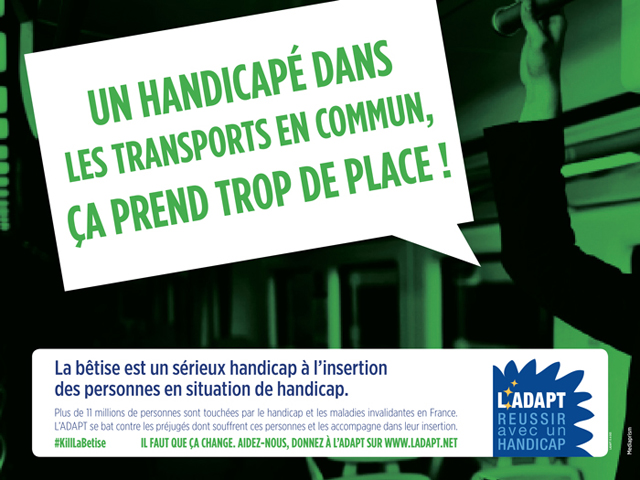 UN HANDICAPÉ DANS
LES TRANSPORTS EN COMMUN,
ÇA PREND TROP DE PLACE !
La bêtise est un sérieux handicap à l'insertion
des personnes en situation de handicap.
Plus de 11 millions de personnes sont touchées par le handicap et les maladies invalidantes en France.
L'ADAPT se bat contre les préjugés dont souffrent ces personnes et les accompagne dans leur insertion.
#KillLaBetise IL FAUT QUE ÇA CHANGE. AIDEZ-NOUS, DONNEZ À L'ADAPT SUR WWW.LADAPT.NET
L'ADAPT
RÉUSSIR
avec un
HANDICAP
Mediaprism